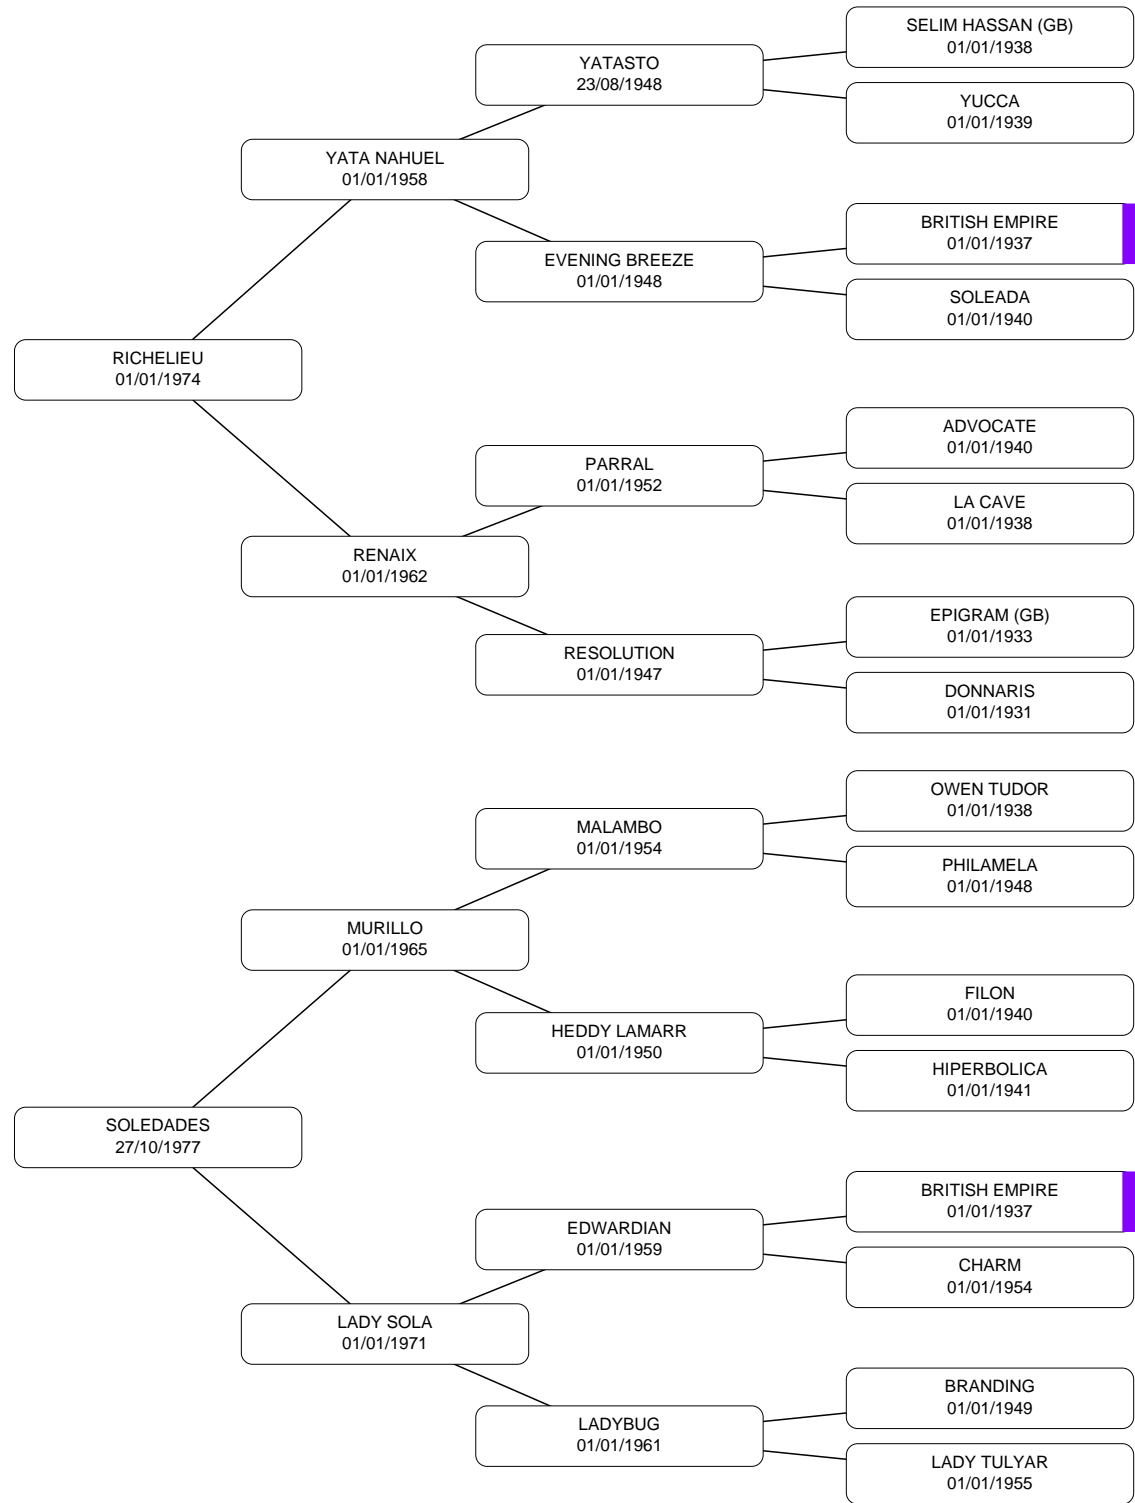 SELIM HASSAN (GB)
01/01/1938
YATASTO
23/08/1948
YUCCA
01/01/1939
YATA NAHUEL
01/01/1958
BRITISH EMPIRE
01/01/1937
EVENING BREEZE
01/01/1948
SOLEADA
01/01/1940
RICHELIEU
01/01/1974
ADVOCATE
01/01/1940
PARRAL
01/01/1952
LA CAVE
01/01/1938
RENAIX
01/01/1962
EPIGRAM (GB)
01/01/1933
RESOLUTION
01/01/1947
DONNARIS
01/01/1931
OWEN TUDOR
01/01/1938
MALAMBO
01/01/1954
PHILAMELA
01/01/1948
MURILLO
01/01/1965
FILON
01/01/1940
HEDDY LAMARR
01/01/1950
HIPERBOLICA
01/01/1941
SOLEDADES
27/10/1977
BRITISH EMPIRE
01/01/1937
EDWARDIAN
01/01/1959
CHARM
01/01/1954
LADY SOLA
01/01/1971
BRANDING
01/01/1949
LADYBUG
01/01/1961
LADY TULYAR
01/01/1955